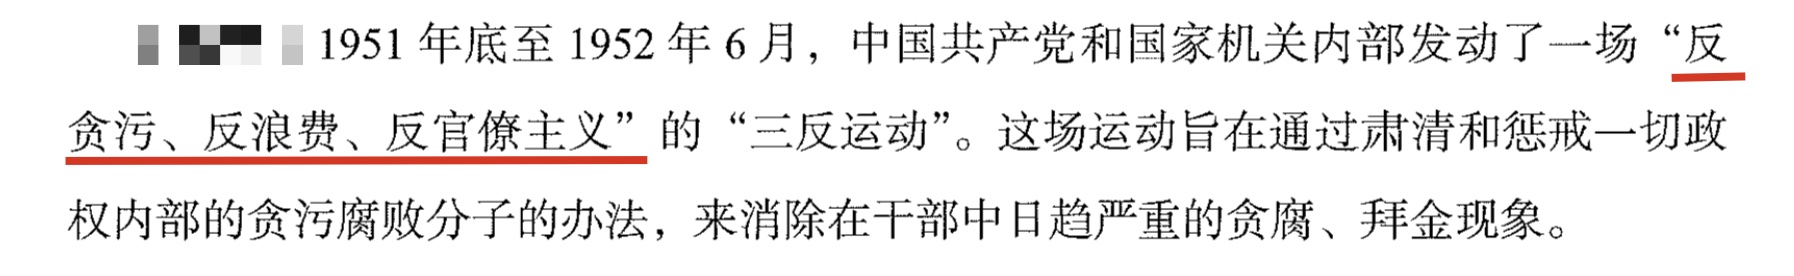 1951 年底至 1952 年 6 月，中国共产党和国家机关内部发动了一场“反
贪污、反浪费、反官僚主义”的“三反运动”。这场运动旨在通过肃清和惩戒一切政
权内部的贪污腐败分子的办法，来消除在干部中日趋严重的贪腐、拜金现象。